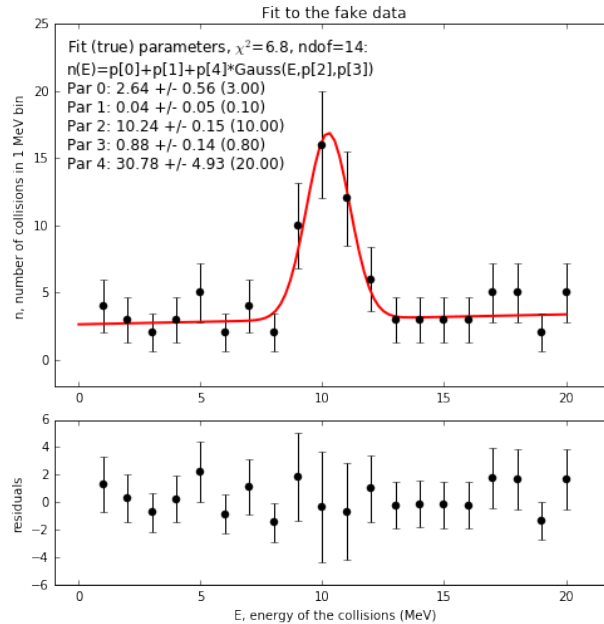 Fit to the fake data
Fit (true) parameters, χ²=6.8, ndof=14:
n(E)=p[0]+p[1]+p[4]*Gauss(E,p[2],p[3])
Par 0: 2.64 +/- 0.56 (3.00)
Par 1: 0.04 +/- 0.05 (0.10)
Par 2: 10.24 +/- 0.15 (10.00)
Par 3: 0.88 +/- 0.14 (0.80)
Par 4: 30.78 +/- 4.93 (20.00)
n, number of collisions in 1 MeV bin
25
20
15
10
5
0
0 5 10 15 20
residuals
6
4
2
0
−2
−4
−6
0 5 10 15 20
E, energy of the collisions (MeV)